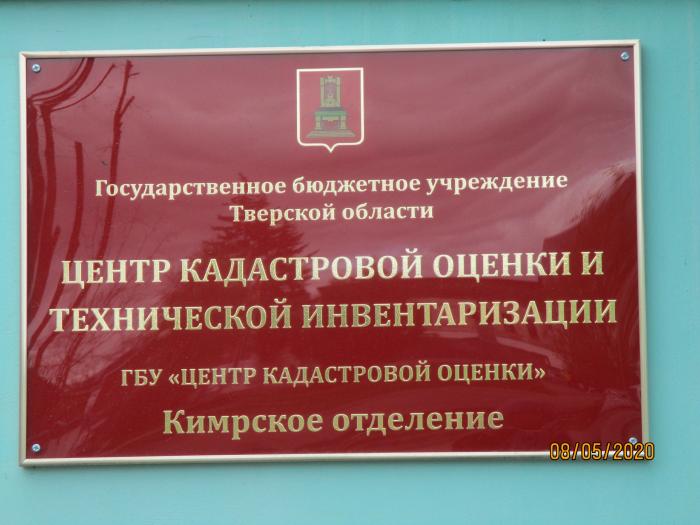 Государственное бюджетное учреждение
Тверской области
ЦЕНТР КАДАСТРОВОЙ ОЦЕНКИ И
ТЕХНИЧЕСКОЙ ИНВЕНТАРИЗАЦИИ
ГБУ «ЦЕНТР КАДАСТРОВОЙ ОЦЕНКИ»
Кимрское отделение
08/05/2020